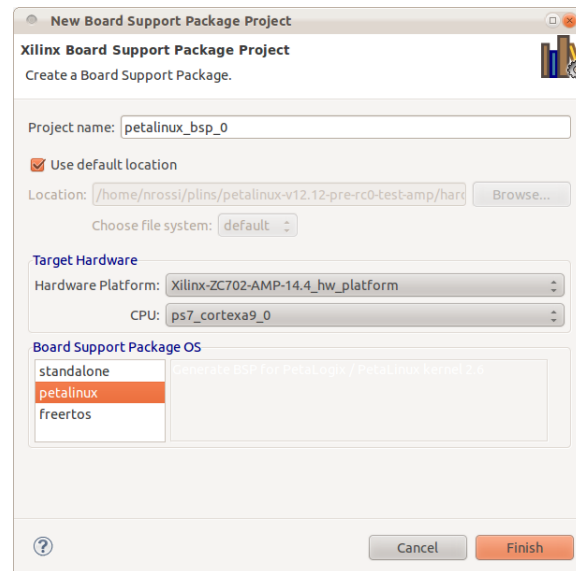 New Board Support Package Project
Xilinx Board Support Package Project
Create a Board Support Package.
Project name: petalinux_bsp_0
Use default location
Location: /home/nrossi/plins/petalinux-v12.12-pre-rc0-test-amp/hard Browse...
Choose file system: default
Target Hardware
Hardware Platform: Xilinx-ZC702-AMP-14.4_hw_platform
CPU: ps7_cortexa9_0
Board Support Package OS
standalone Generate BSP for PetaLogix / PetaLinux kernel 2.6
petalinux
freertos
? Cancel Finish